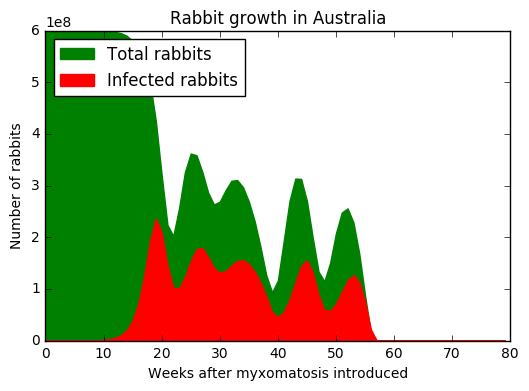 Rabbit growth in Australia
1e8
Total rabbits
Infected rabbits
6
5
4
3
2
1
0
Number of rabbits
0 10 20 30 40 50 60 70 80
Weeks after myxomatosis introduced